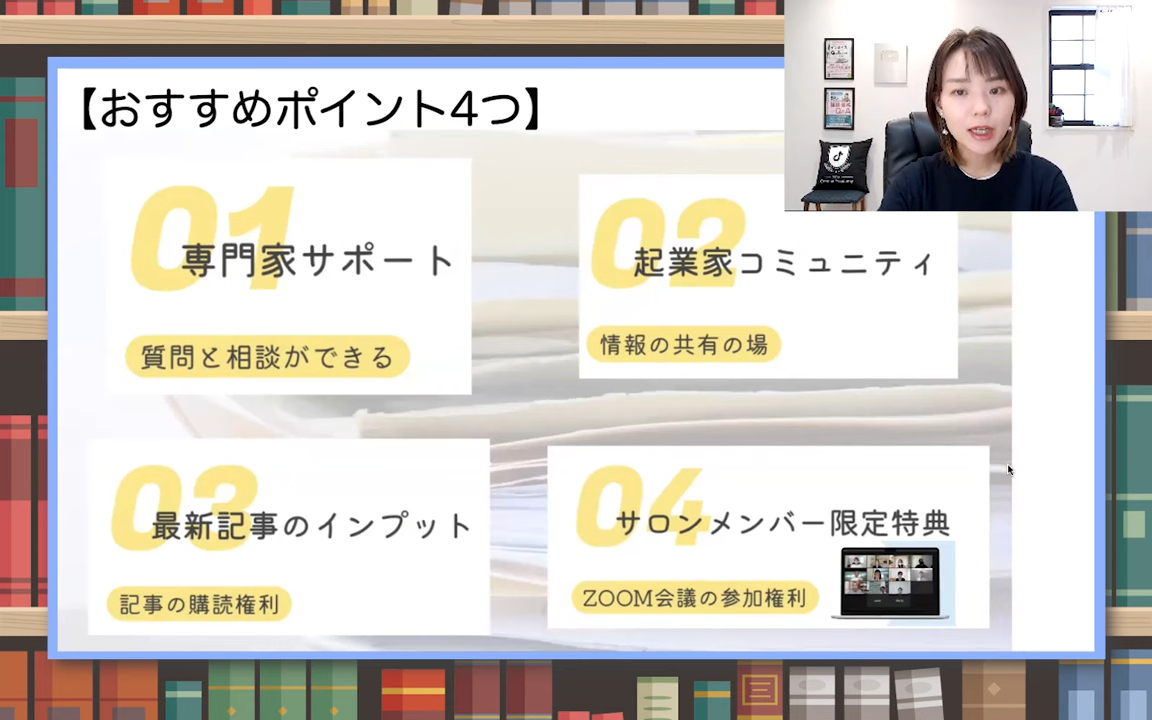 【おすすめポイント4つ】
01
専門家サポート
質問と相談ができる
02
起業家コミュニティ
情報の共有の場
03
最新記事のインプット
記事の購読権利
04
サロンメンバー限定特典
ZOOM会議の参加権利